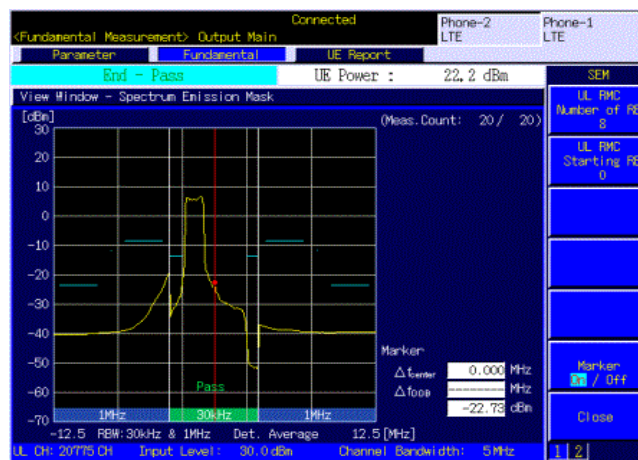 Connected
<Fundamental Measurement> Output Main
Phone-2
LTE
Phone-1
LTE
Parameter
Fundamental
UE Report
End - Pass
UE Power :
22.2 dBm
SEM
View Window - Spectrum Emission Mask
UL RMC
Number of RB
8
[dBm]
(Meas.Count: 20/ 20)
30
20
10
0
-10
-20
-30
-40
-50
-60
-70
UL RMC
Starting RB
0
Marker
Δfcenter
0.000 MHz
ΔfOOB
------- MHz
-22.73 dBm
Pass
1MHz
30kHz
1MHz
-12.5 RBW:30kHz & 1MHz Det. Average 12.5[MHz]
UL CH: 20775CH Input Level: 30.0dBm Channel Bandwidth: 5MHz
Marker
On / Off
Close
1 2